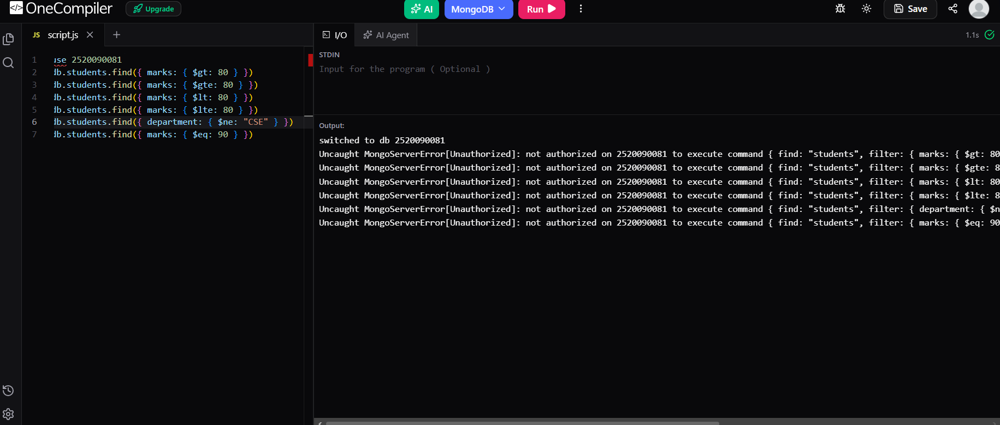 </> OneCompiler
Upgrade
AI
MongoDB
Run
Save
JS script.js
I/O
AI Agent
1.1s
1 use 2520090081
2 db.students.find({ marks: { $gt: 80 } })
3 db.students.find({ marks: { $gte: 80 } })
4 db.students.find({ marks: { $lt: 80 } })
5 db.students.find({ marks: { $lte: 80 } })
6 db.students.find({ department: { $ne: "CSE" } })
7 db.students.find({ marks: { $eq: 90 } })
STDIN
Input for the program ( Optional )
Output:
switched to db 2520090081
Uncaught MongoServerError[Unauthorized]: not authorized on 2520090081 to execute command { find: "students", filter: { marks: { $gt: 80
Uncaught MongoServerError[Unauthorized]: not authorized on 2520090081 to execute command { find: "students", filter: { marks: { $gte: 8
Uncaught MongoServerError[Unauthorized]: not authorized on 2520090081 to execute command { find: "students", filter: { marks: { $lt: 80
Uncaught MongoServerError[Unauthorized]: not authorized on 2520090081 to execute command { find: "students", filter: { marks: { $lte: 8
Uncaught MongoServerError[Unauthorized]: not authorized on 2520090081 to execute command { find: "students", filter: { department: { $n
Uncaught MongoServerError[Unauthorized]: not authorized on 2520090081 to execute command { find: "students", filter: { marks: { $eq: 90